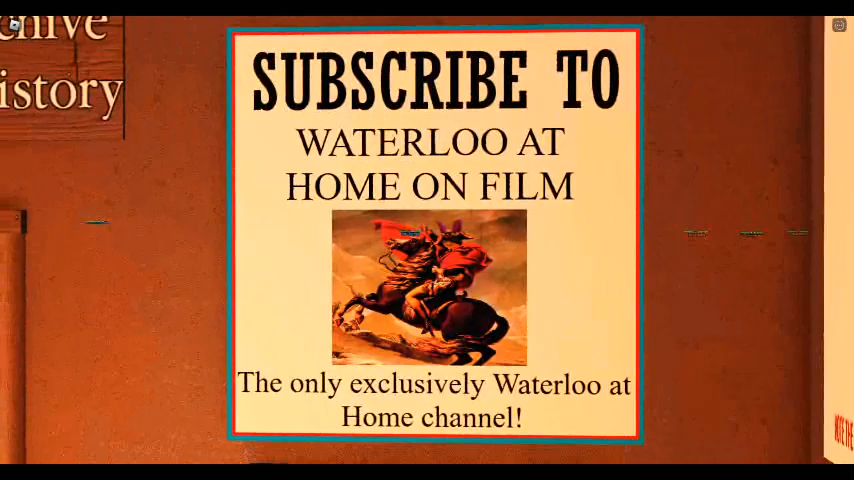 chive
istory
SUBSCRIBE TO
WATERLOO AT
HOME ON FILM
The only exclusively Waterloo at
Home channel!